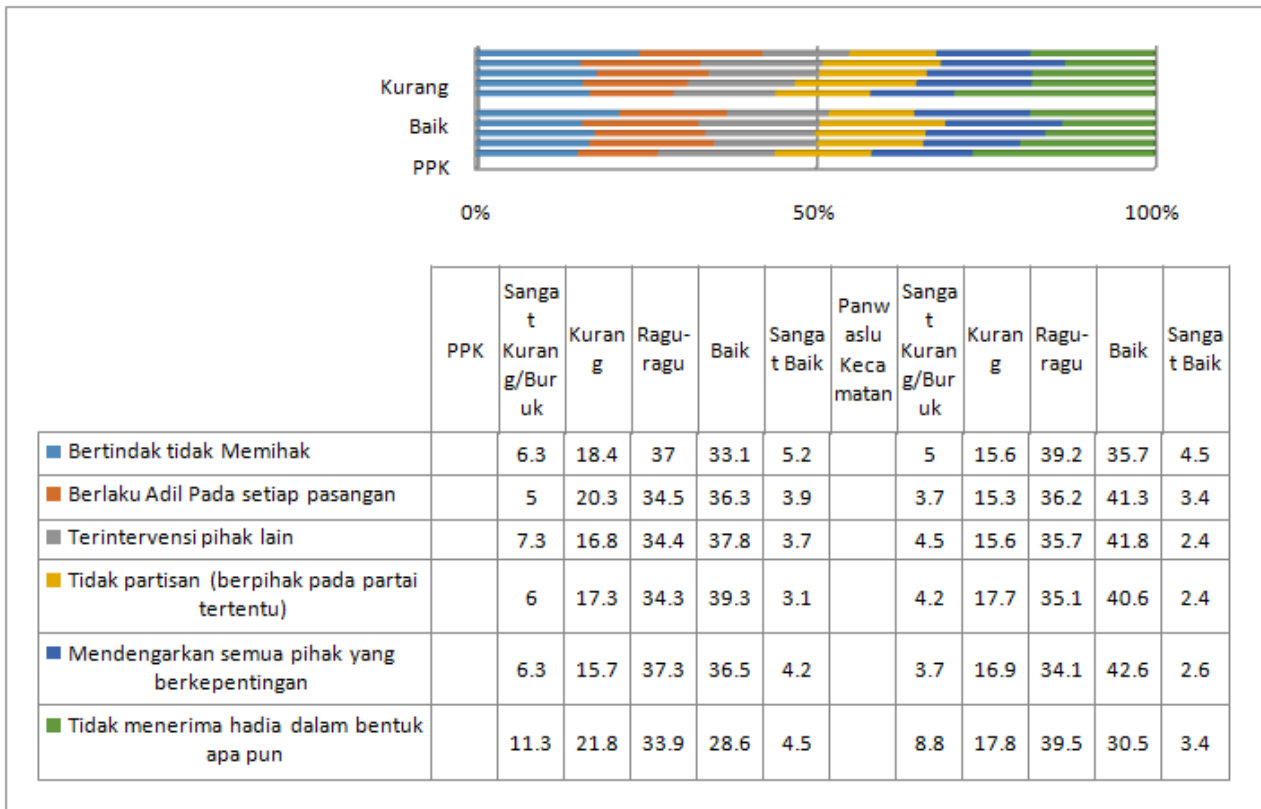 Kurang
Baik
PPK
0% 50% 100%
PPK Sanga t Kuran g/Bur uk Kuran g Ragu- ragu Baik Sanga t Baik Panw aslu Keca matan Sanga t Kuran g/Bur uk Kuran g Ragu- ragu Baik Sanga t Baik
Bertindak tidak Memihak 6.3 18.4 37 33.1 5.2 5 15.6 39.2 35.7 4.5
Berlaku Adil Pada setiap pasangan 5 20.3 34.5 36.3 3.9 3.7 15.3 36.2 41.3 3.4
Terintervensi pihak lain 7.3 16.8 34.4 37.8 3.7 4.5 15.6 35.7 41.8 2.4
Tidak partisan (berpihak pada partai
tertentu) 6 17.3 34.3 39.3 3.1 4.2 17.7 35.1 40.6 2.4
Mendengarkan semua pihak yang
berkepentingan 6.3 15.7 37.3 36.5 4.2 3.7 16.9 34.1 42.6 2.6
Tidak menerima hadia dalam bentuk
apa pun 11.3 21.8 33.9 28.6 4.5 8.8 17.8 39.5 30.5 3.4